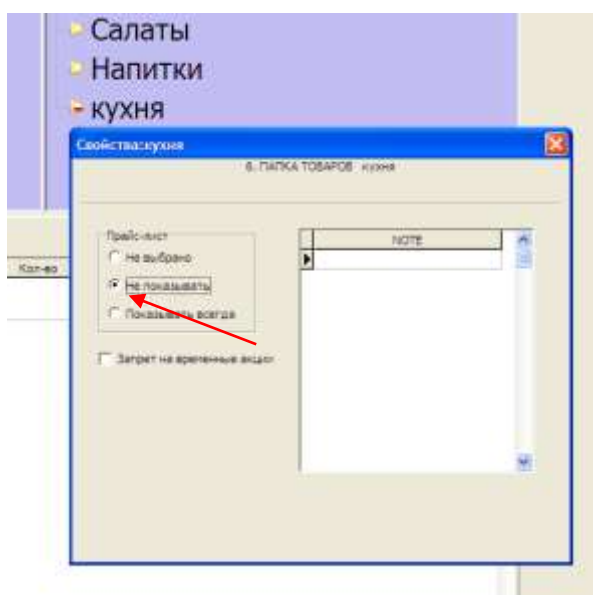 Салаты
Напитки
кухня
Свойства:кухня
6. ПАПКА ТОВАРОВ кухня
Прайс-лист
Не выбрано
Не показывать
Показывать всегда
Запрет на временные акции
NOTE
Кол-во